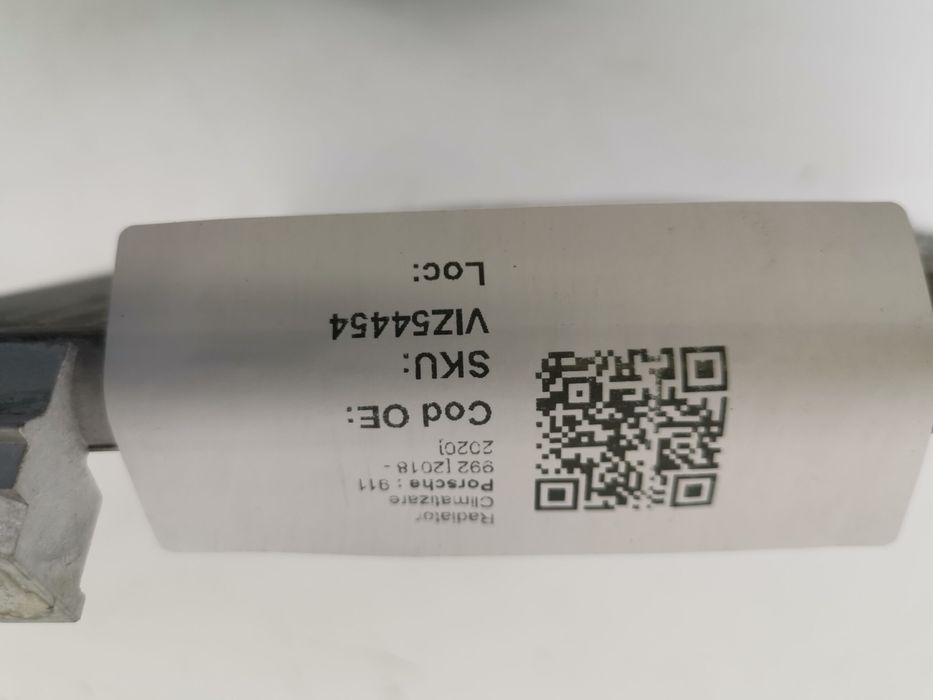 Radiator
Climatizare
Porsche : 911
992 [2018 -
2020]
Cod OE:
SKU:
VIZ54454
Loc: